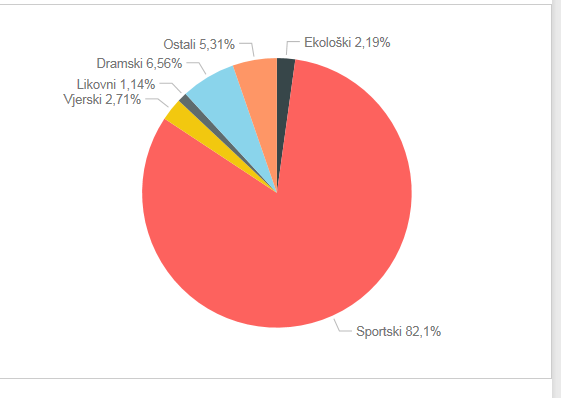 Ostali 5,31%
Ekološki 2,19%
Dramski 6,56%
Likovni 1,14%
Vjerski 2,71%
Sportski 82,1%